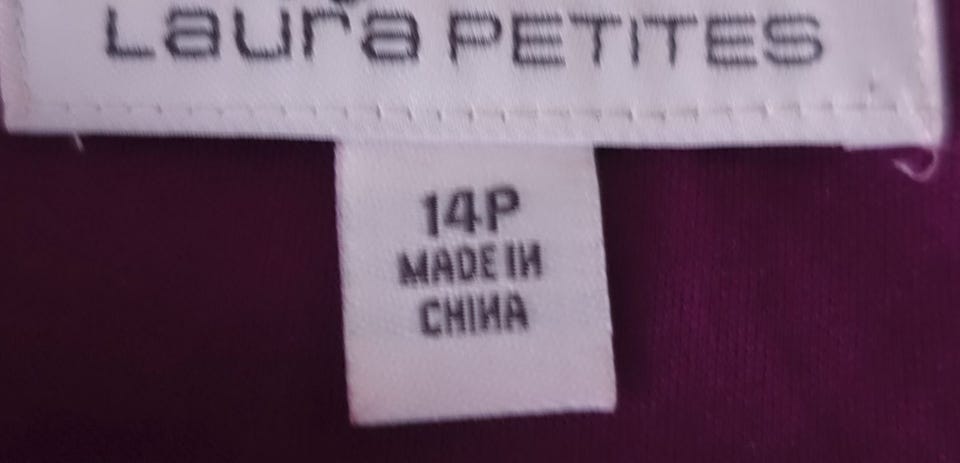 Laura PETITES
14P
MADE IN
CHINA